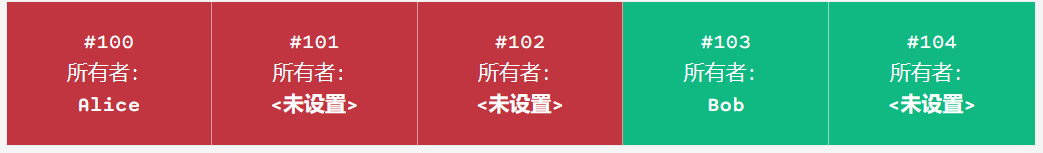 #100
所有者：
Alice
#101
所有者：
<未设置>
#102
所有者：
<未设置>
#103
所有者：
Bob
#104
所有者：
<未设置>